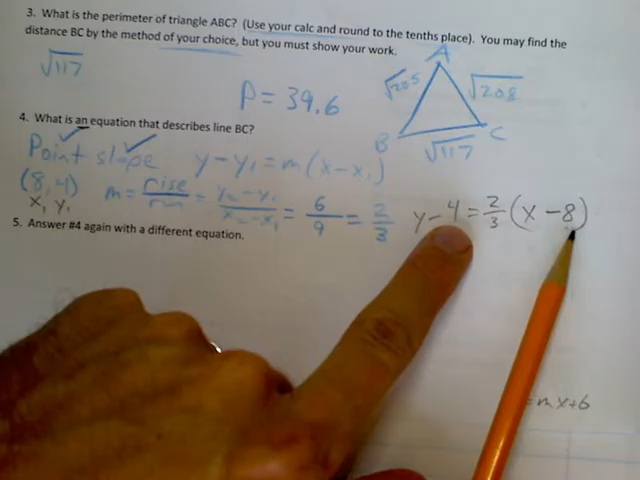 3. What is the perimeter of triangle ABC? (Use your calc and round to the tenths place). You may find the
distance BC by the method of your choice, but you must show your work.
√117
P = 39.6
A
√205
√208
B
C
√117
4. What is an equation that describes line BC?
Point slope y-y₁ = m(x-x₁)
(8,4) m = rise/run = y₂-y₁/x₂-x₁ = 6/9 = 2/3 y-4 = 2/3 (x-8)
x₁ y₁
5. Answer #4 again with a different equation.
= mx+b